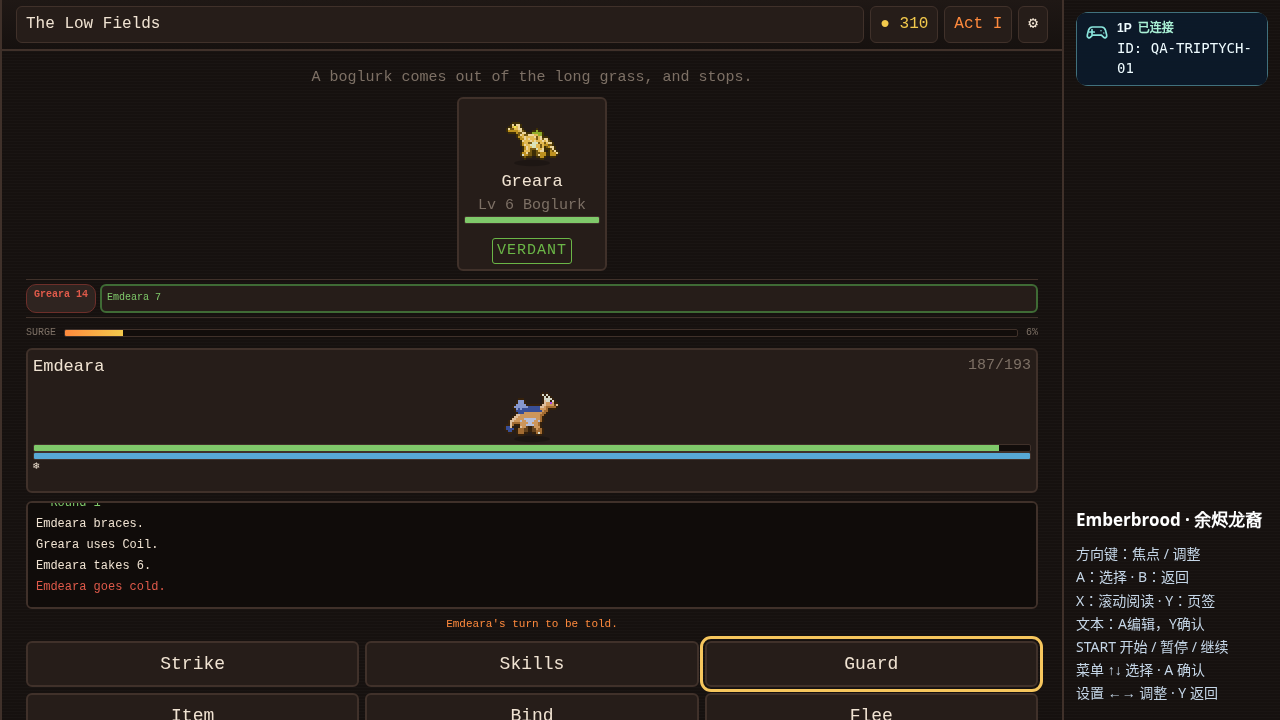 The Low Fields
● 310
Act I
⚙
A boglurk comes out of the long grass, and stops.
Greara
Lv 6 Boglurk
VERDANT
Greara 14
Emdeara 7
SURGE
6%
Emdeara
187/193
Round 1
Emdeara braces.
Greara uses Coil.
Emdeara takes 6.
Emdeara goes cold.
Emdeara's turn to be told.
Strike
Skills
Guard
Item
Bind
Flee
1P 已连接
ID: QA-TRIPTYCH-
01
Emberbrood · 余烬龙裔
方向键：焦点 / 调整
A：选择 · B：返回
X：滚动阅读 · Y：页签
文本：A编辑，Y确认
START 开始 / 暂停 / 继续
菜单 ↑↓ 选择 · A 确认
设置 ←→ 调整 · Y 返回